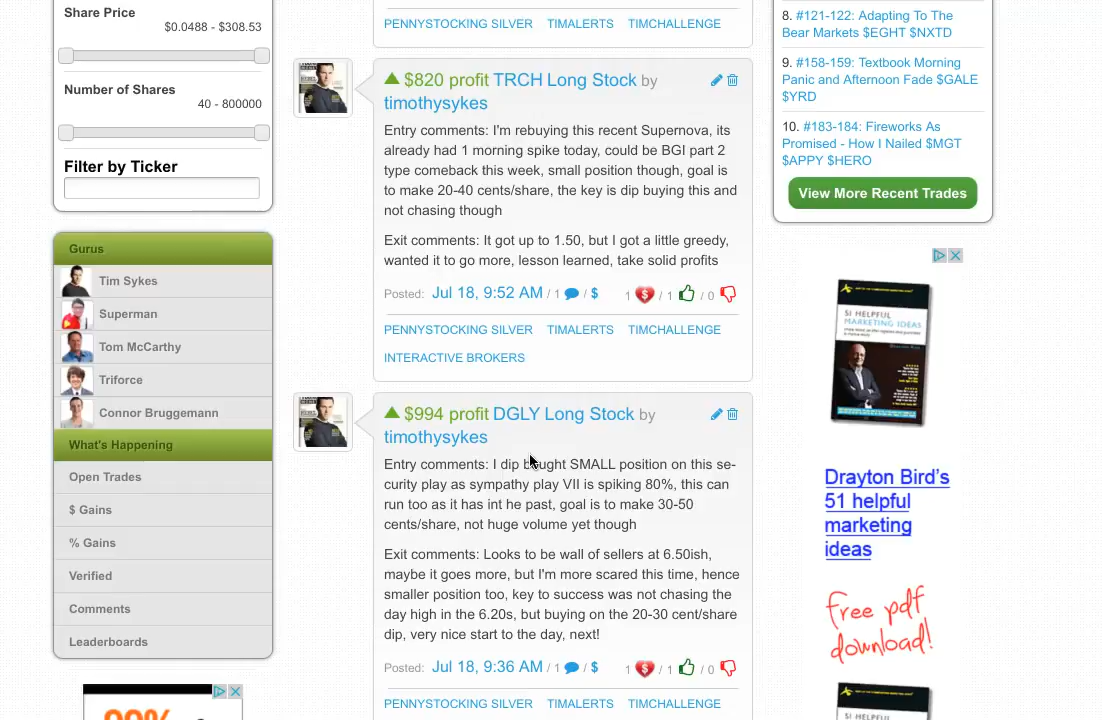 Share Price
$0.0488 - $308.53
Number of Shares
40 - 800000
Filter by Ticker
Gurus
Tim Sykes
Superman
Tom McCarthy
Triforce
Connor Bruggemann
What's Happening
Open Trades
$ Gains
% Gains
Verified
Comments
Leaderboards
PENNYSTOCKING SILVER TIMALERTS TIMCHALLENGE
$820 profit TRCH Long Stock by
timothysykes
Entry comments: I'm rebuying this recent Supernova, its
already had 1 morning spike today, could be BGI part 2
type comeback this week, small position though, goal is
to make 20-40 cents/share, the key is dip buying this and
not chasing though
Exit comments: It got up to 1.50, but I got a little greedy,
wanted it to go more, lesson learned, take solid profits
Posted: Jul 18, 9:52 AM / 1 / $ 1 $ / 1 / 0
PENNYSTOCKING SILVER TIMALERTS TIMCHALLENGE
INTERACTIVE BROKERS
$994 profit DGLY Long Stock by
timothysykes
Entry comments: I dip bought SMALL position on this se-
curity play as sympathy play VII is spiking 80%, this can
run too as it has int he past, goal is to make 30-50
cents/share, not huge volume yet though
Exit comments: Looks to be wall of sellers at 6.50ish,
maybe it goes more, but I'm more scared this time, hence
smaller position too, key to success was not chasing the
day high in the 6.20s, but buying on the 20-30 cent/share
dip, very nice start to the day, next!
Posted: Jul 18, 9:36 AM / 1 / $ 1 $ / 1 / 0
PENNYSTOCKING SILVER TIMALERTS TIMCHALLENGE
8. #121-122: Adapting To The
Bear Markets $EGHT $NXTD
9. #158-159: Textbook Morning
Panic and Afternoon Fade $GALE
$YRD
10. #183-184: Fireworks As
Promised - How I Nailed $MGT
$APPY $HERO
View More Recent Trades
51 HELPFUL
MARKETING IDEAS
Drayton Bird's
51 helpful
marketing
ideas
free pdf
download!
51 HELPFUL